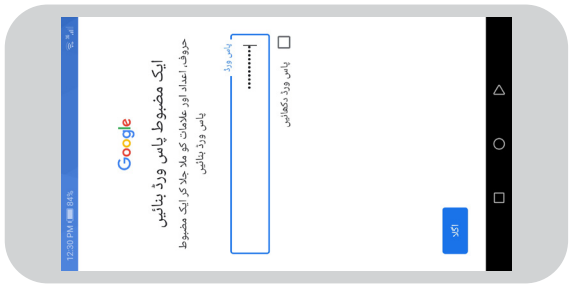 12:30 PM 84%
Google
ایک مضبوط پاس ورڈ بنائیں
حروف، اعداد اور علامات کو ملا جلا کر ایک مضبوط
پاس ورڈ بنائیں
پاس ورڈ
••••••••••••
پاس ورڈ دکھائیں
اگلا